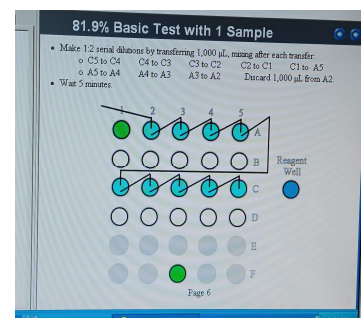 81.9% Basic Test with 1 Sample
• Make 1:2 serial dilutions by transferring 1,000 µL, mixing after each transfer:
o C5 to C4 C4 to C3 C3 to C2 C2 to C1 C1 to A5
o A5 to A4 A4 to A3 A3 to A2 Discard 1,000 µL from A2.
• Wait 5 minutes.
1 2 3 4 5
A
B
Reagent
Well
C
D
E
F
Page 6